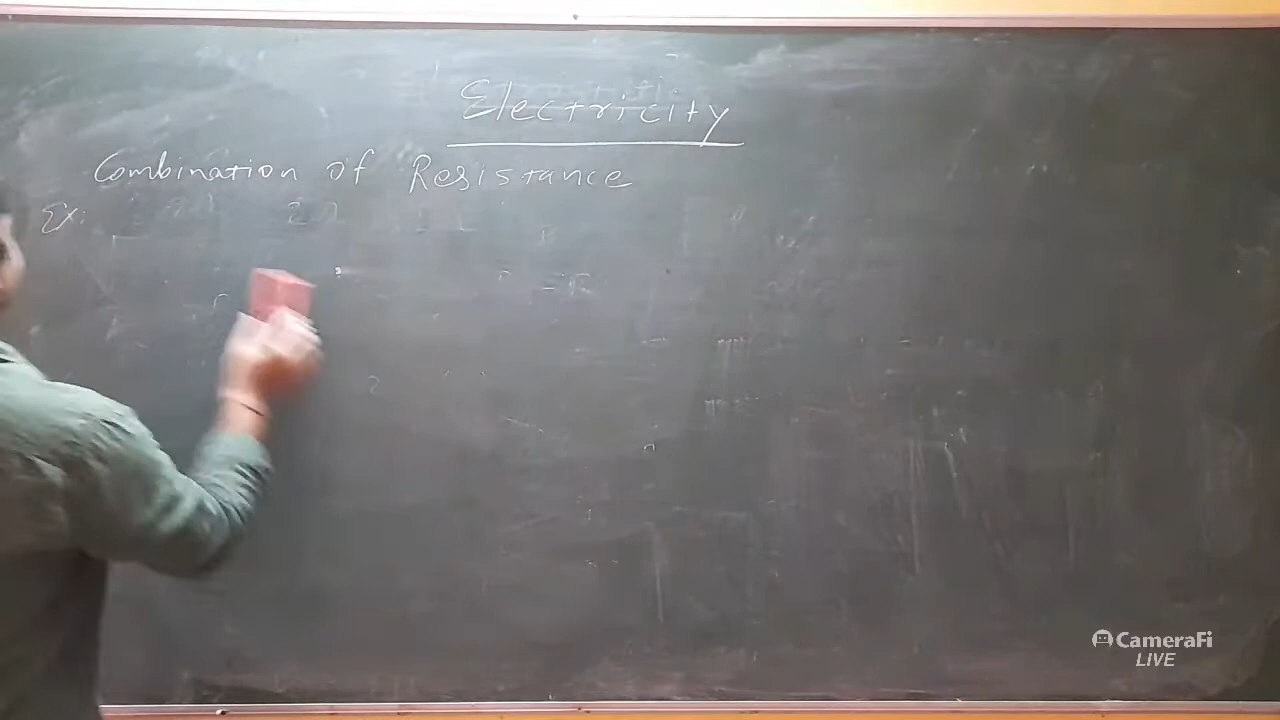 Electricity
Combination of Resistance
Ex:
CameraFi
LIVE